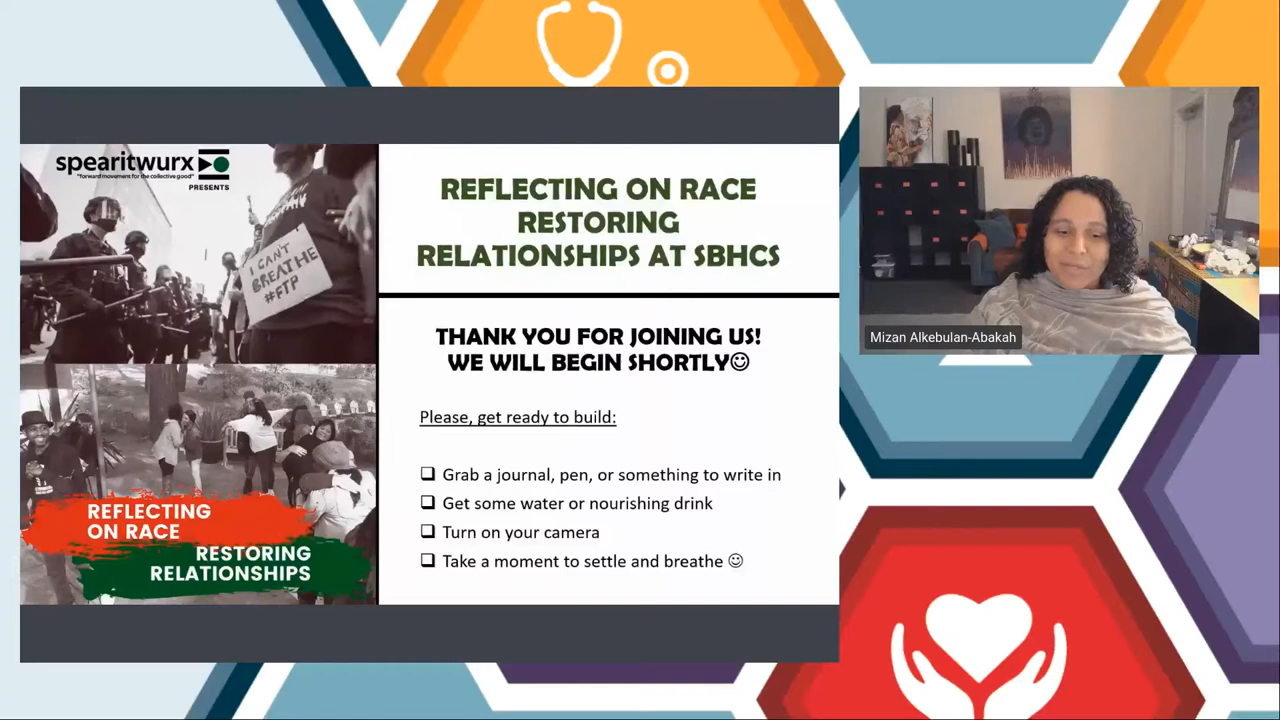 spearitwurx
"forward movement for the collective good"
PRESENTS
I CAN'T
BREATHE
#FTP
REFLECTING
ON RACE
RESTORING
RELATIONSHIPS
REFLECTING ON RACE
RESTORING
RELATIONSHIPS AT SBHCS
THANK YOU FOR JOINING US!
WE WILL BEGIN SHORTLY☺
Please, get ready to build:
❑ Grab a journal, pen, or something to write in
❑ Get some water or nourishing drink
❑ Turn on your camera
❑ Take a moment to settle and breathe ☺
Mizan Alkebulan-Abakah